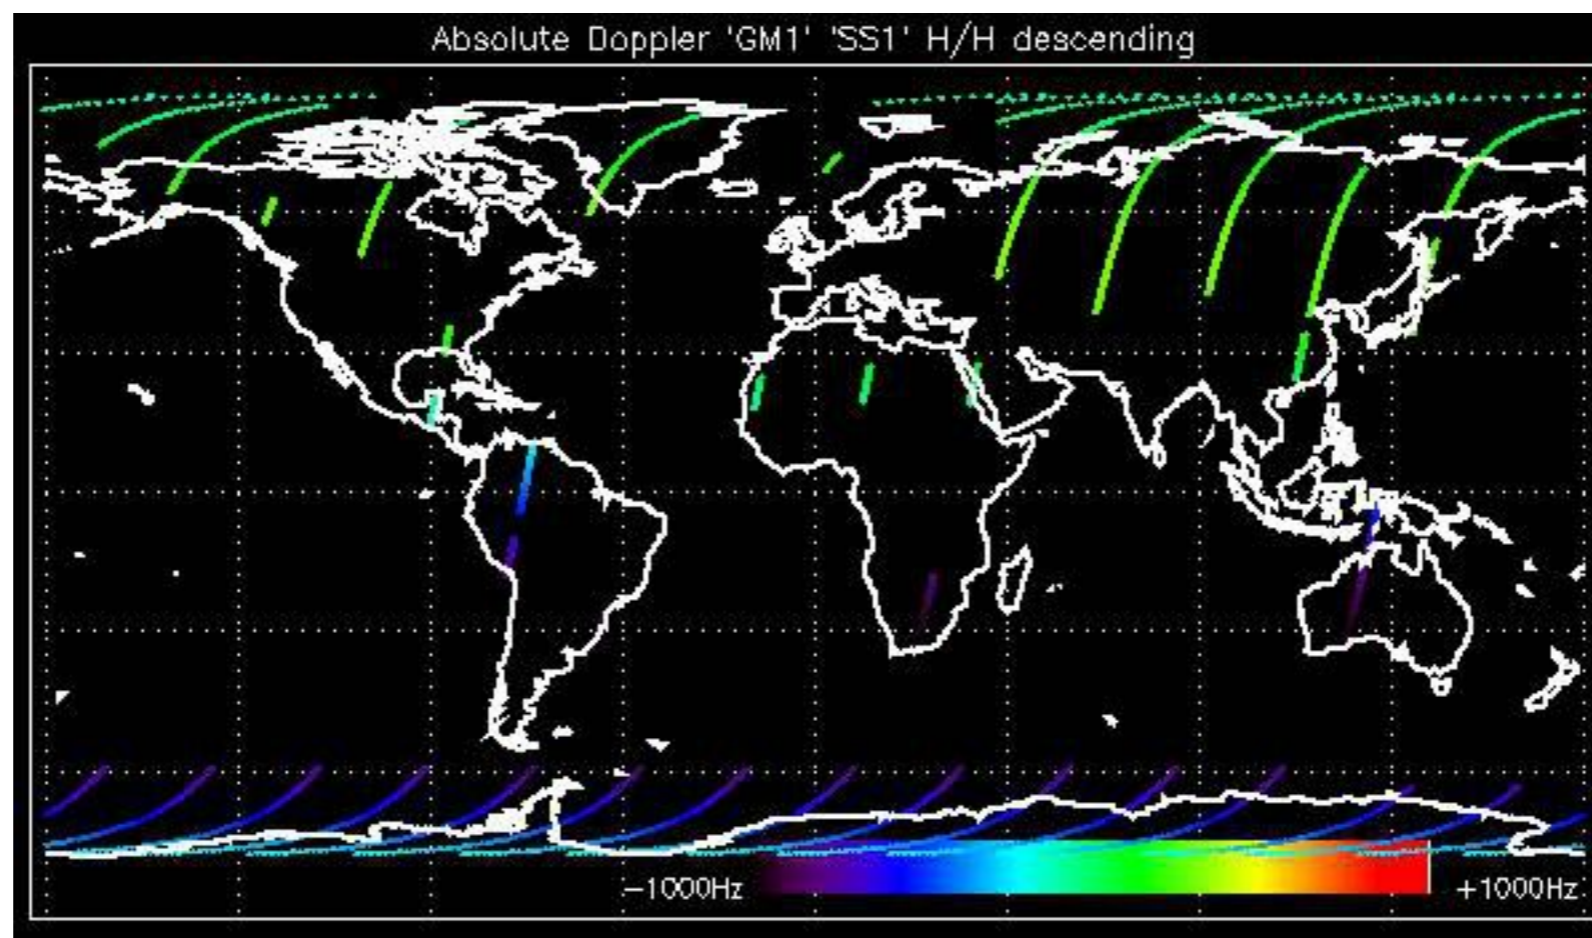 Absolute Doppler 'GM1' 'SS1' H/H descending
-1000Hz
+1000Hz